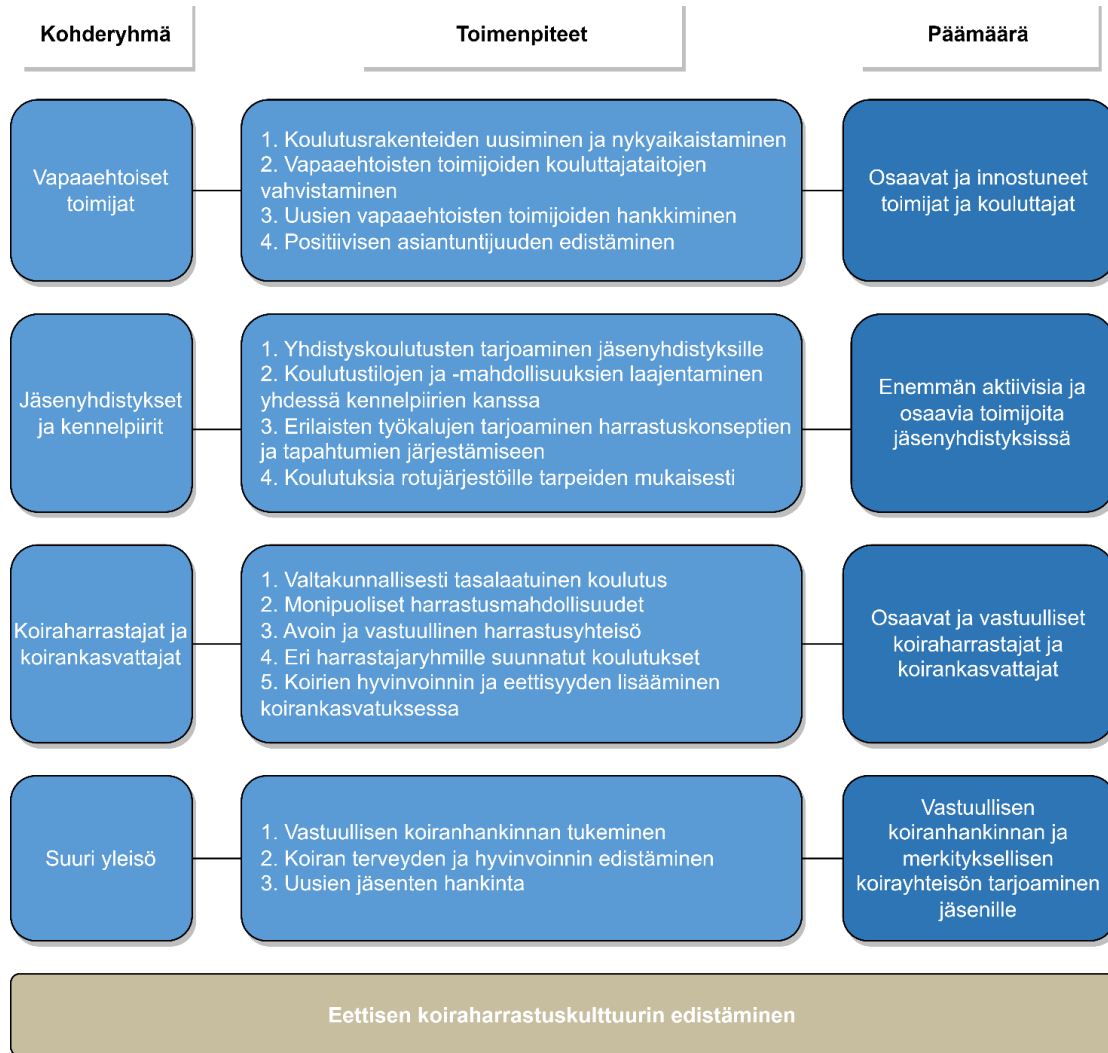 Kohderyhmä
Toimenpiteet
Päämäärä
Vapaaehtoiset
toimijat
1. Koulutusrakenteiden uusiminen ja nykyaikaistaminen
2. Vapaaehtoisten toimijoiden kouluttajataitojen
vahvistaminen
3. Uusien vapaaehtoisten toimijoiden hankkiminen
4. Positiivisen asiantuntijuuden edistäminen
Osaavat ja innostuneet
toimijat ja kouluttajat
Jäsenyhdistykset
ja kennelpiirit
1. Yhdistyskoulutusten tarjoaminen jäsenyhdistyksille
2. Koulutustilojen ja -mahdollisuuksien laajentaminen
yhdessä kennelpiirien kanssa
3. Erilaisten työkalujen tarjoaminen harrastuskonseptien
ja tapahtumien järjestämiseen
4. Koulutuksia rotujärjestöille tarpeiden mukaisesti
Enemmän aktiivisia ja
osaavia toimijoita
jäsenyhdistyksissä
Koiraharrastajat ja
koirankasvattajat
1. Valtakunnallisesti tasalaatuinen koulutus
2. Monipuoliset harrastusmahdollisuudet
3. Avoin ja vastuullinen harrastusyhteisö
4. Eri harrastajaryhmille suunnatut koulutukset
5. Koirien hyvinvoinnin ja eettisyyden lisääminen
koirankasvatuksessa
Osaavat ja vastuulliset
koiraharrastajat ja
koirankasvattajat
Suuri yleisö
1. Vastuullisen koiranhankinnan tukeminen
2. Koiran terveyden ja hyvinvoinnin edistäminen
3. Uusien jäsenten hankinta
Vastuullisen
koiranhankinnan ja
merkityksellisen
koirayhteisön tarjoaminen
jäsenille
Eettisen koiraharrastuskulttuurin edistäminen